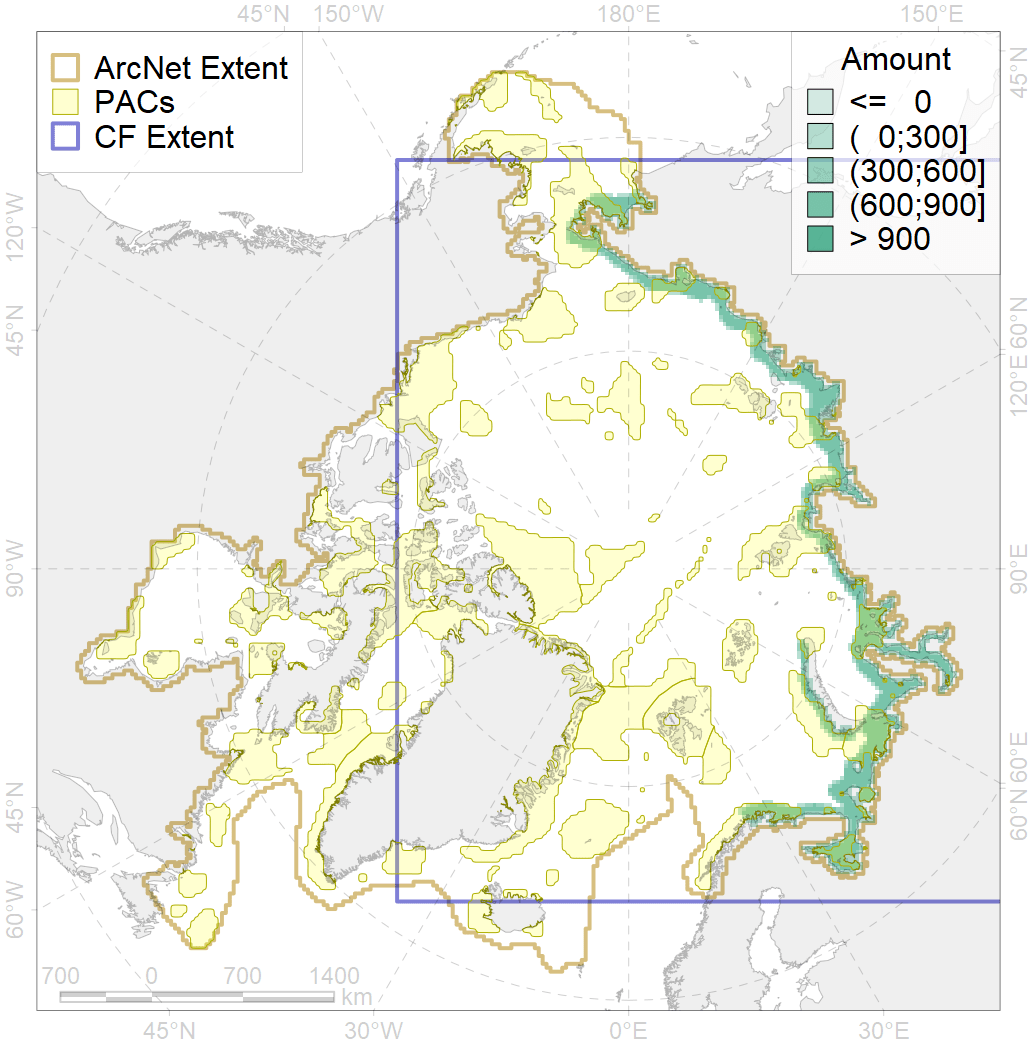 45°N 150°W 180°E 150°E
ArcNet Extent
PACs
CF Extent
Amount
<= 0
( 0;300]
(300;600]
(600;900]
> 900
120°W
45°N
90°W
45°N
60°W
45°N
60°N
120°E
90°E
60°E
60°N
700 0 700 1400
km
45°N 30°W 0°E 30°E